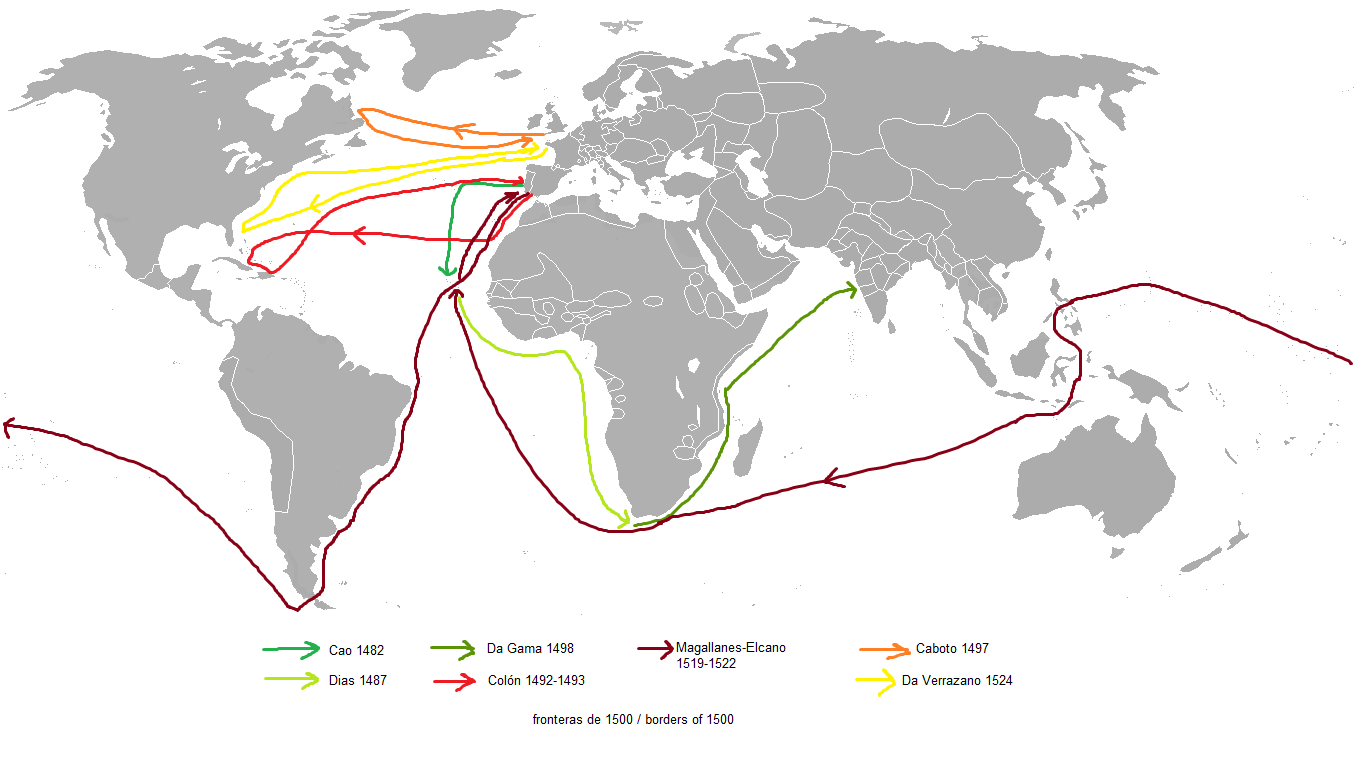 Cao 1482
Da Gama 1498
Magallanes-Elcano
1519-1522
Caboto 1497
Dias 1487
Colón 1492-1493
Da Verrazano 1524
fronteras de 1500 / borders of 1500